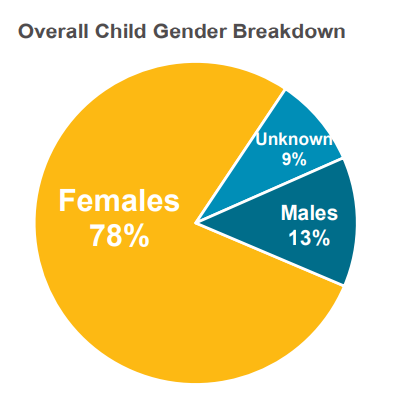 Overall Child Gender Breakdown
Unknown
9%
Females
78%
Males
13%